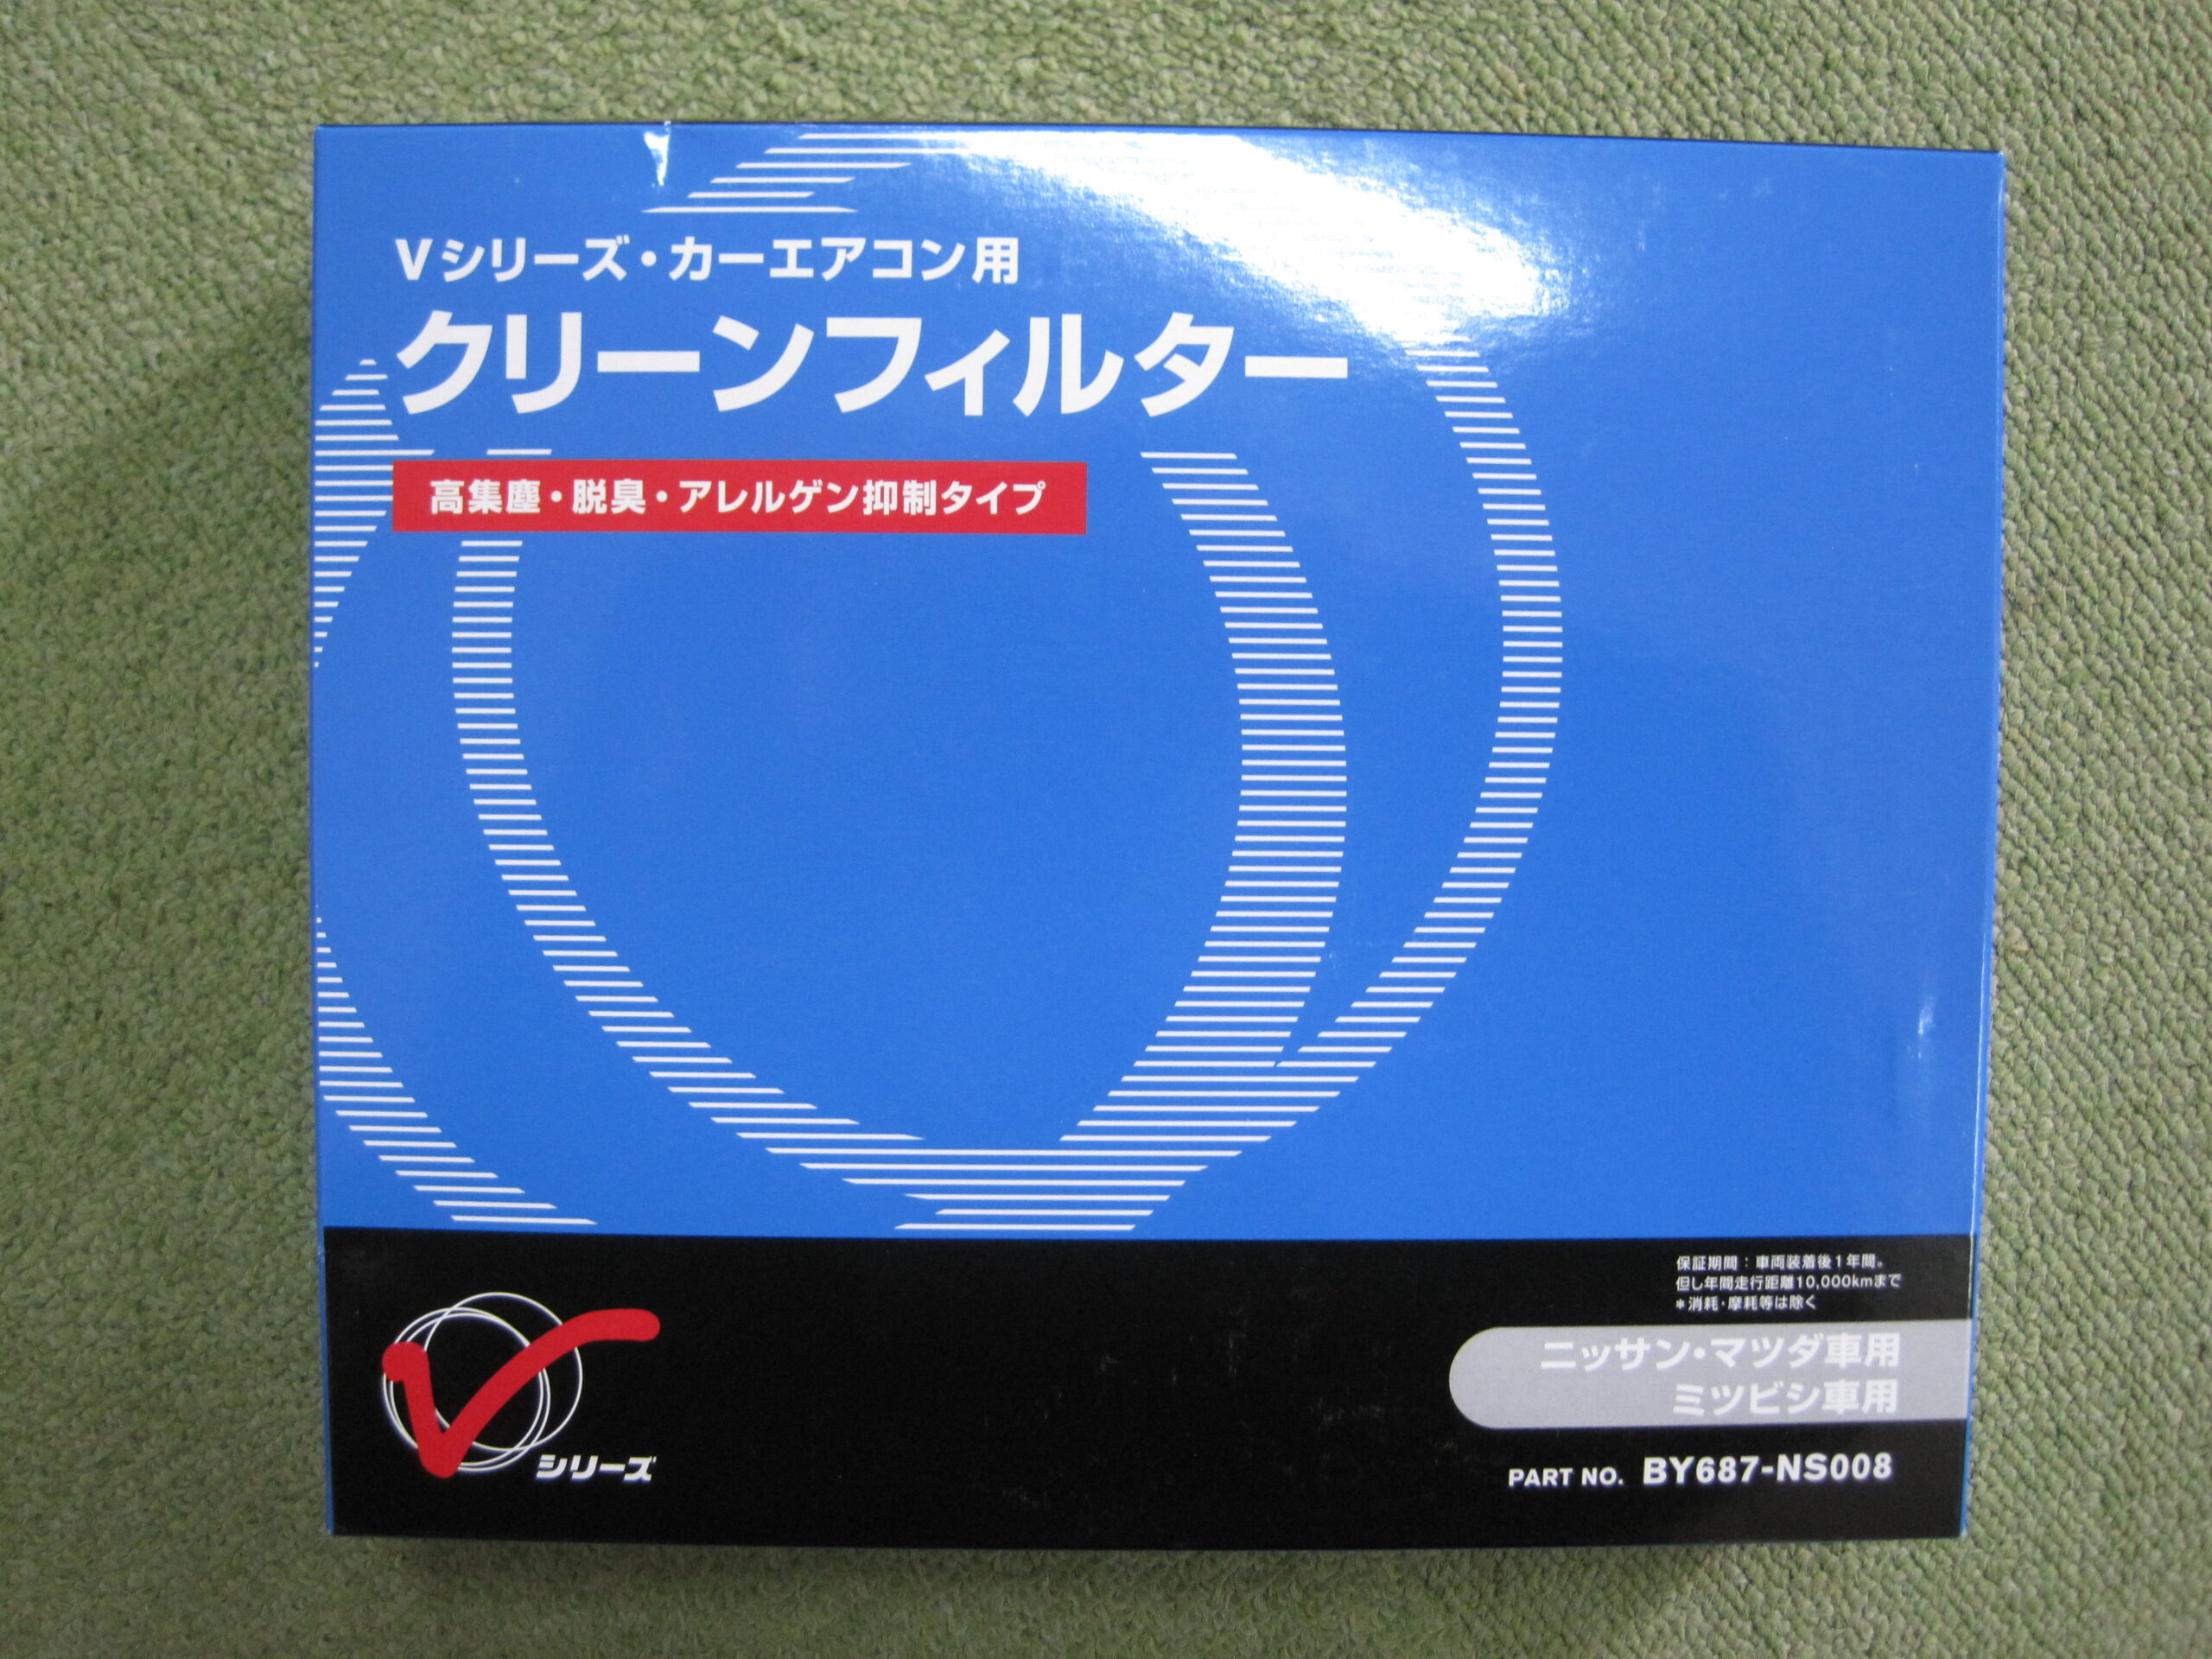 Vシリーズ・カーエアコン用
クリーンフィルター
高集塵・脱臭・アレルゲン抑制タイプ
保証期間：車両装着後1年間。
但し年間走行距離10,000kmまで
＊消耗・摩耗等は除く
ニッサン・マツダ車用
ミツビシ車用
V シリーズ
PART NO. BY687-NS008